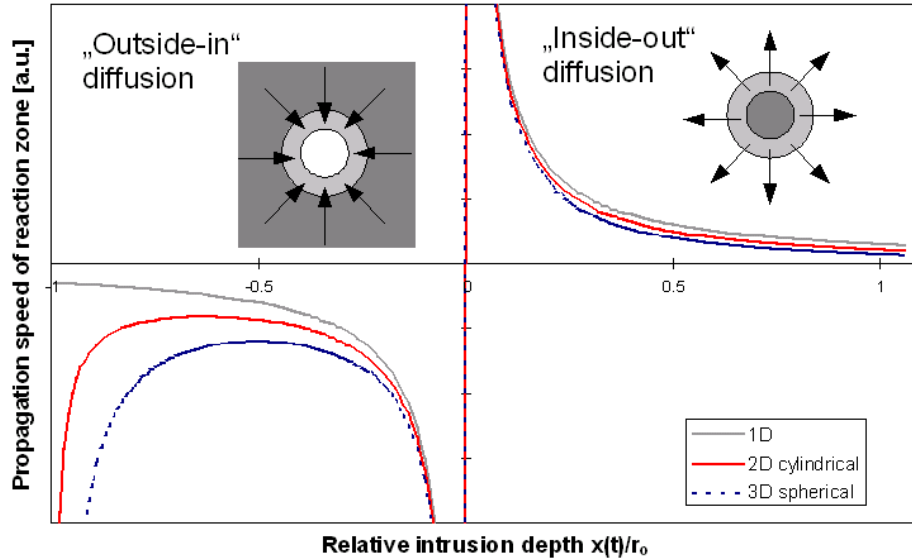 Propagation speed of reaction zone [a.u.]
„Outside-in“
diffusion
„Inside-out“
diffusion
-1
-0.5
0
0.5
1
1D
2D cylindrical
3D spherical
Relative intrusion depth x(t)/r₀